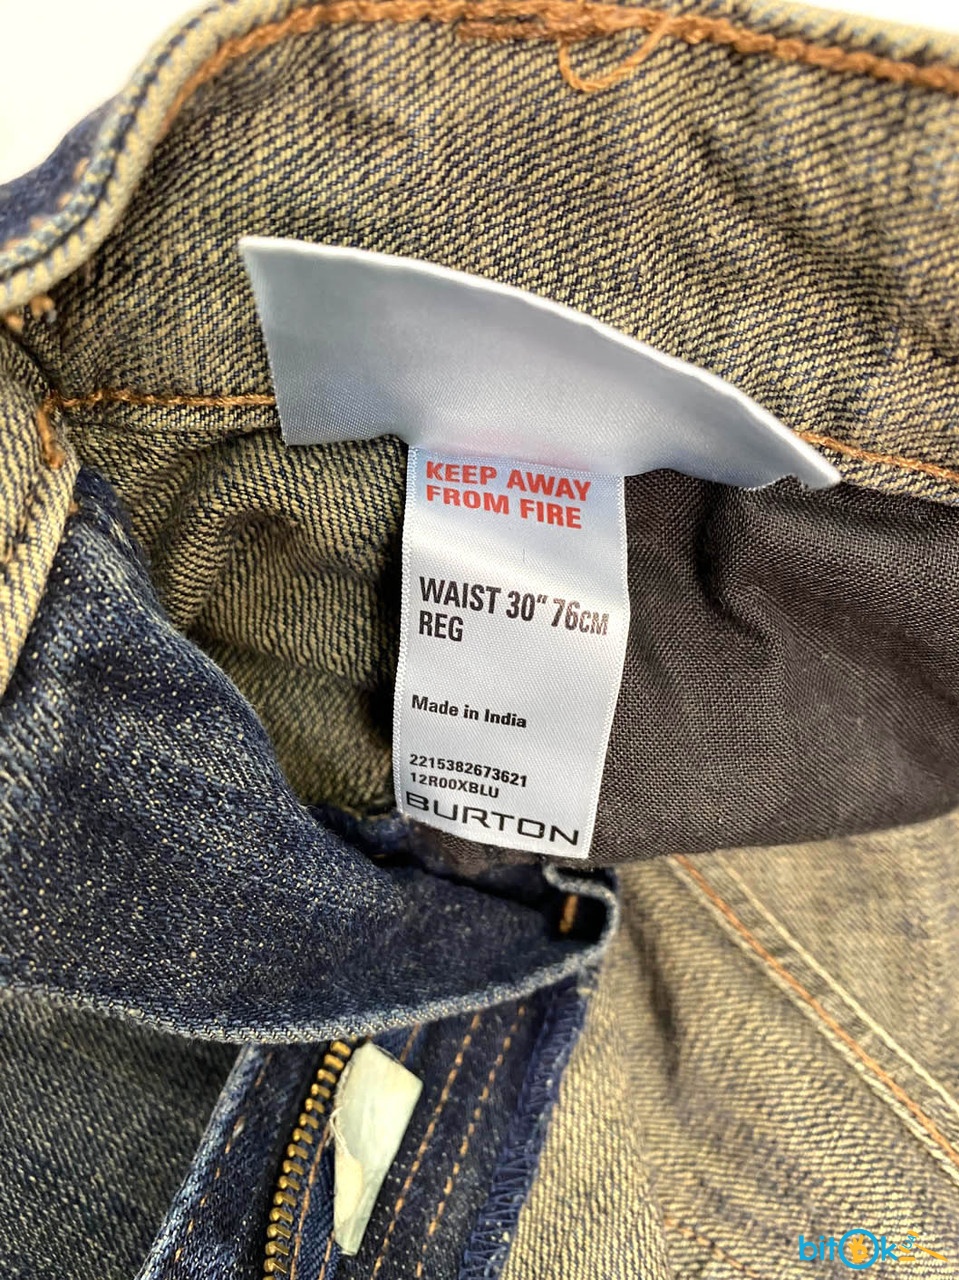 KEEP AWAY
FROM FIRE
WAIST 30" 76CM
REG
Made in India
2215382673621
12R00XBLU
BURTON
bitOk